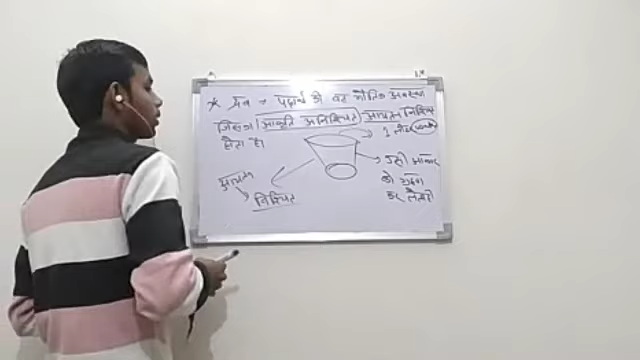 * द्रव = पदार्थ की वह भौतिक अवस्था
जिसका आकृति अनिश्चित आयतन निश्चित
होता है।
1 लीटर
उसी आकार
को ग्रहण
कर लेता है
आयतन
निश्चित